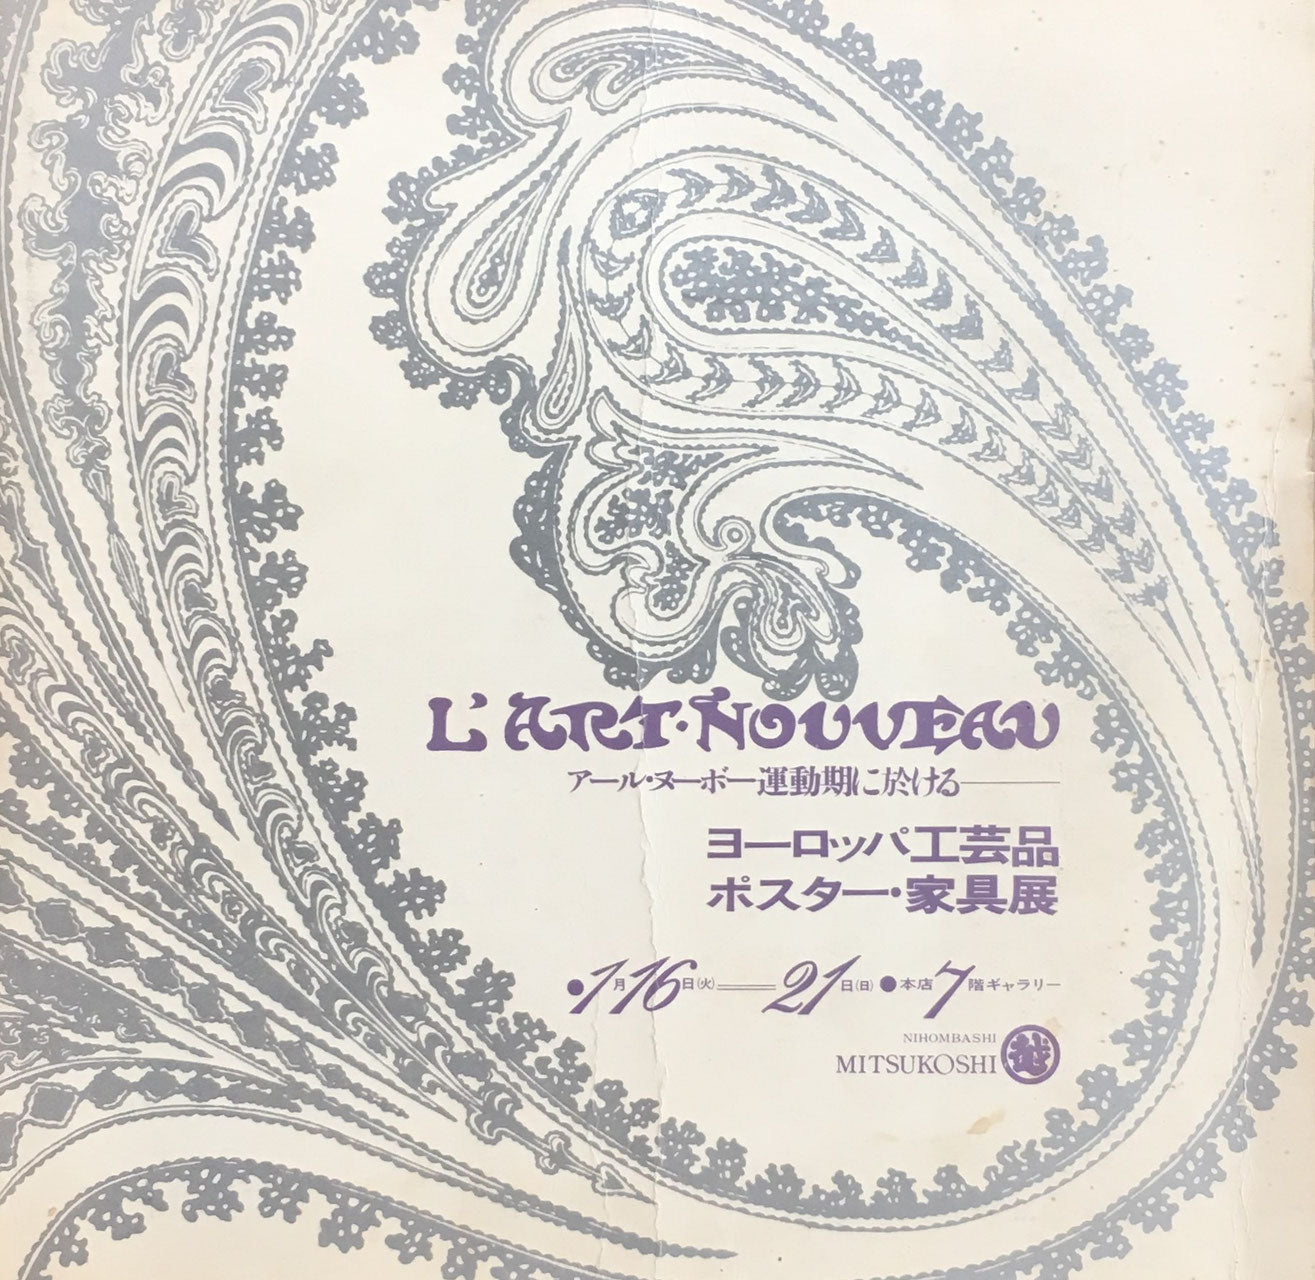 L'ART·NOUVEAU
アール・ヌーボー運動期に於ける
ヨーロッパ工芸品
ポスター・家具展
●1月16日(火)——21日(日)●本店7階ギャラリー
NIHOMBASHI
MITSUKOSHI 越